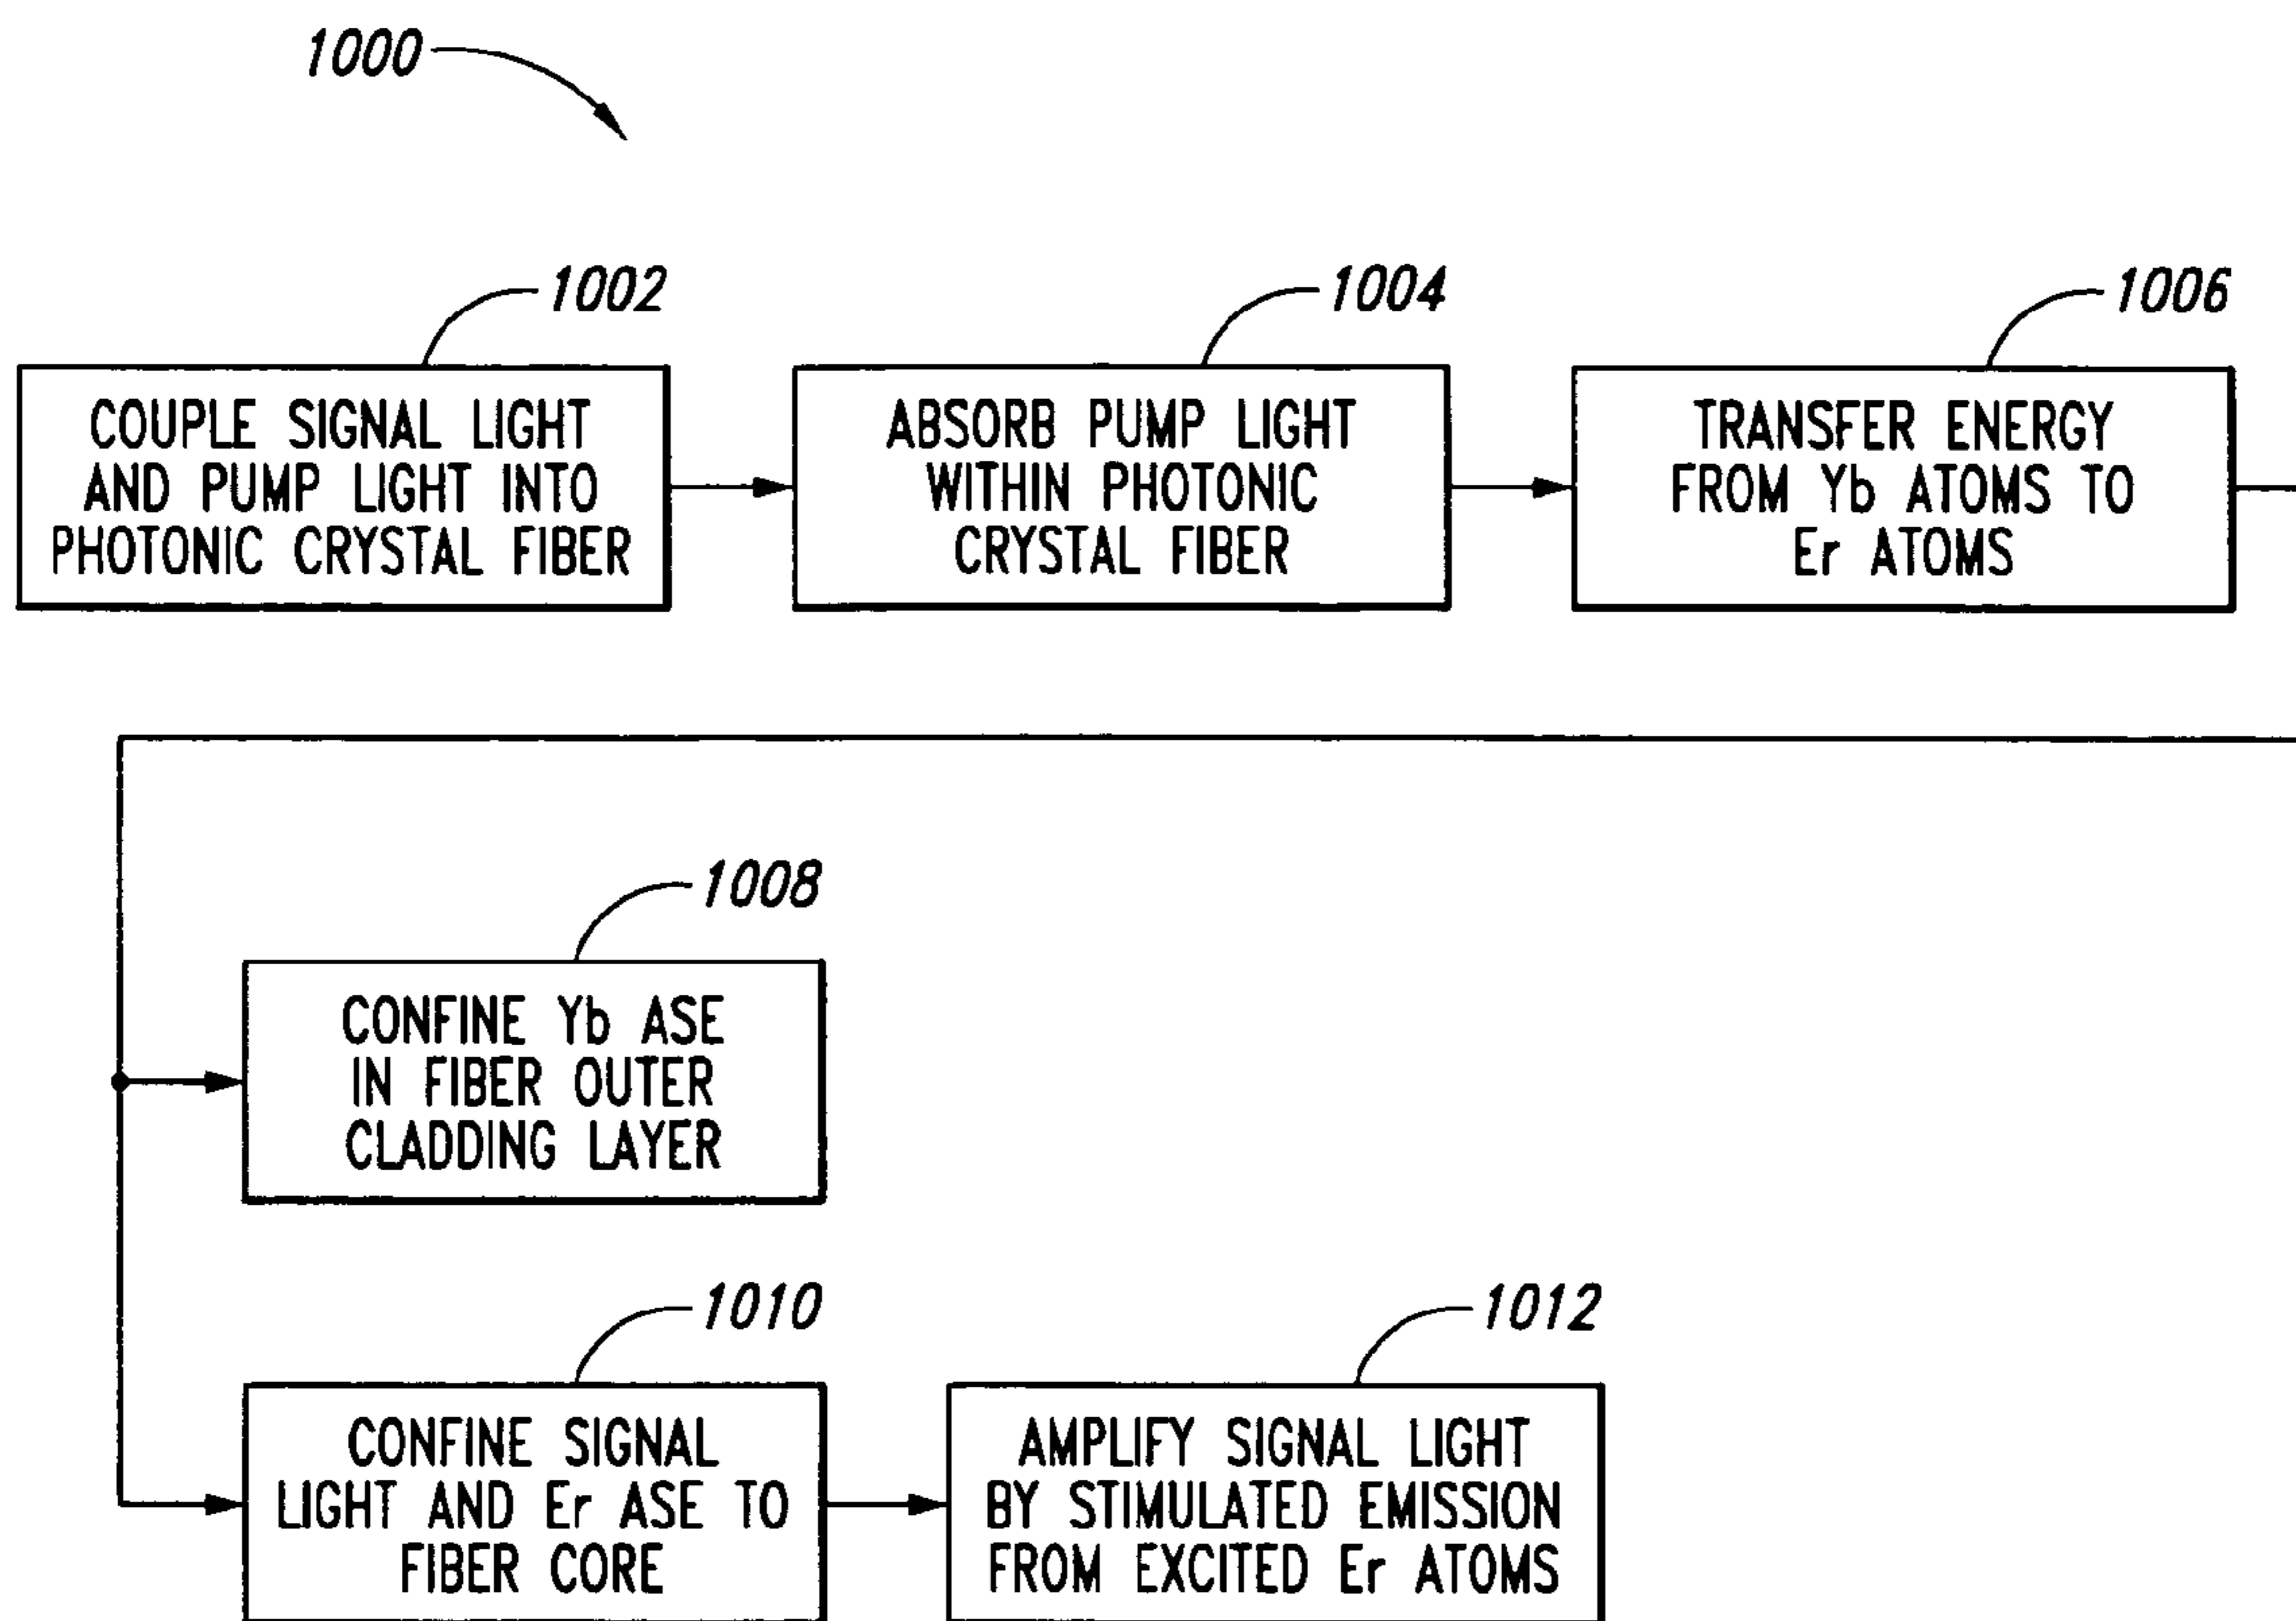 1000
1002
COUPLE SIGNAL LIGHT
AND PUMP LIGHT INTO
PHOTONIC CRYSTAL FIBER
1004
ABSORB PUMP LIGHT
WITHIN PHOTONIC
CRYSTAL FIBER
1006
TRANSFER ENERGY
FROM Yb ATOMS TO
Er ATOMS
1008
CONFINE Yb ASE
IN FIBER OUTER
CLADDING LAYER
1010
CONFINE SIGNAL
LIGHT AND Er ASE TO
FIBER CORE
1012
AMPLIFY SIGNAL LIGHT
BY STIMULATED EMISSION
FROM EXCITED Er ATOMS